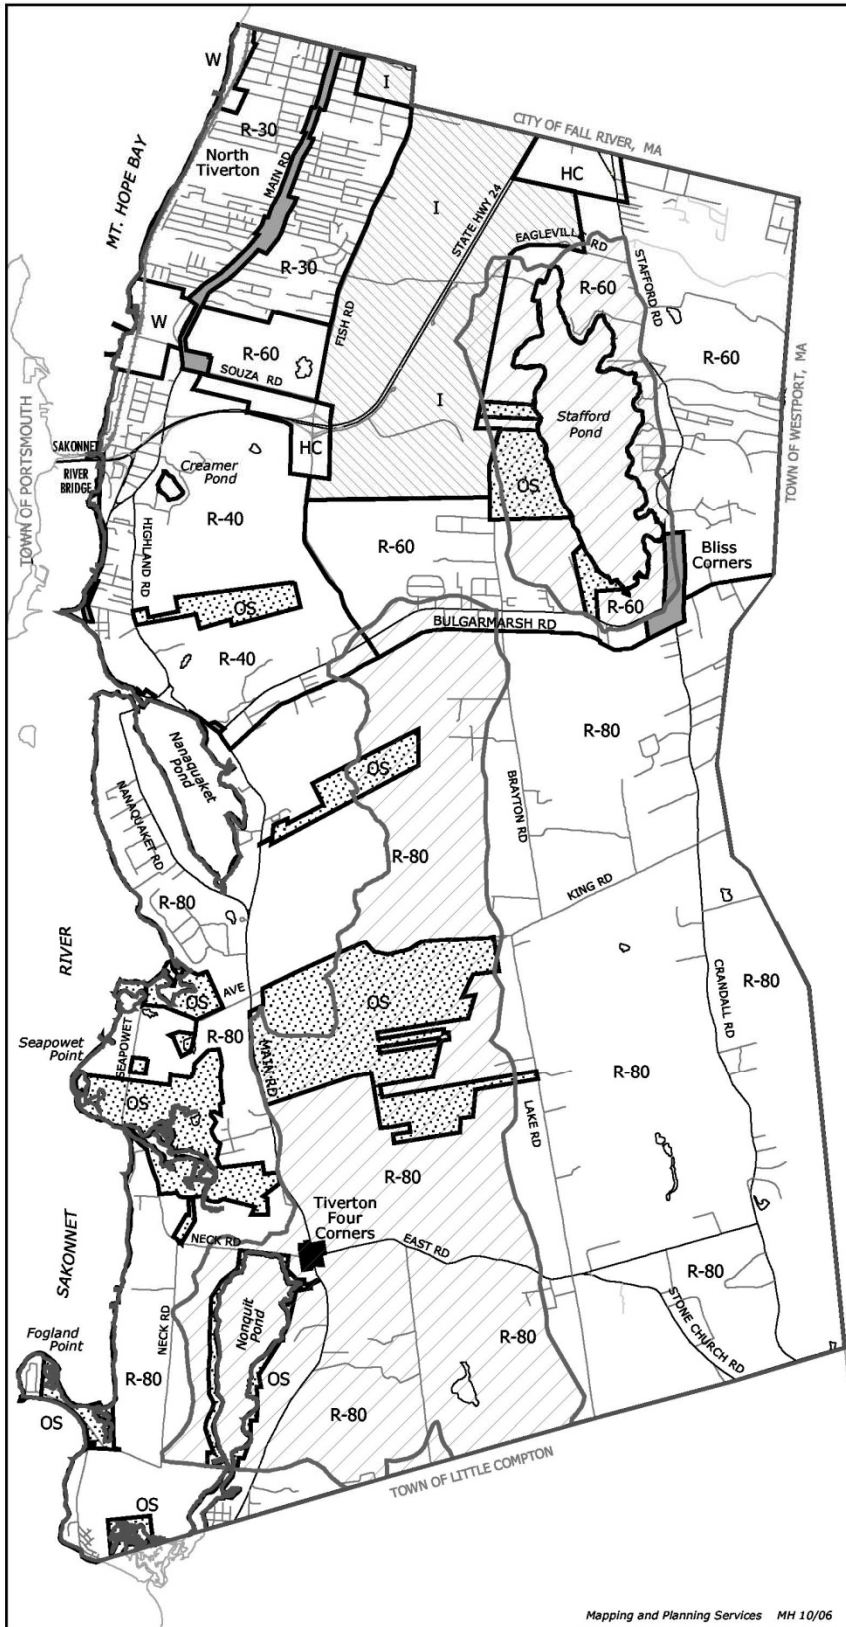 CITY OF FALL RIVER, MA
W
I
R-30
North
Tiverton
MAIN RD
MT. HOPE BAY
HC
I
STATE HWY 24
EAGLEVILLE RD
STAFFORD RD
R-30
R-60
W
FISH RD
R-60
SOUZA RD
R-60
TOWN OF WESTPORT, MA
I
Stafford
Pond
HC
SAKONNET
RIVER
BRIDGE
TOWN OF PORTSMOUTH
Creamer
Pond
OS
R-40
HIGHLAND RD
R-60
Bliss
Corners
OS
R-60
BULGARMARSH RD
R-40
Nanaquaket
Pond
OS
R-80
BRAYTON RD
NANAQUAKET RD
R-80
KING RD
R-80
RIVER
AVE
OS
OS
CRANDALL RD
R-80
R-80
Seapowet
Point
SEAPOWET
MAIN RD
R-80
OS
LAKE RD
R-80
Tiverton
Four
Corners
NECK RD
EAST RD
SAKONNET
R-80
STONE CHURCH RD
NECK RD
Nonquit
Pond
Fogland
Point
R-80
R-80
OS
R-80
OS
TOWN OF LITTLE COMPTON
OS
Mapping and Planning Services MH 10/06